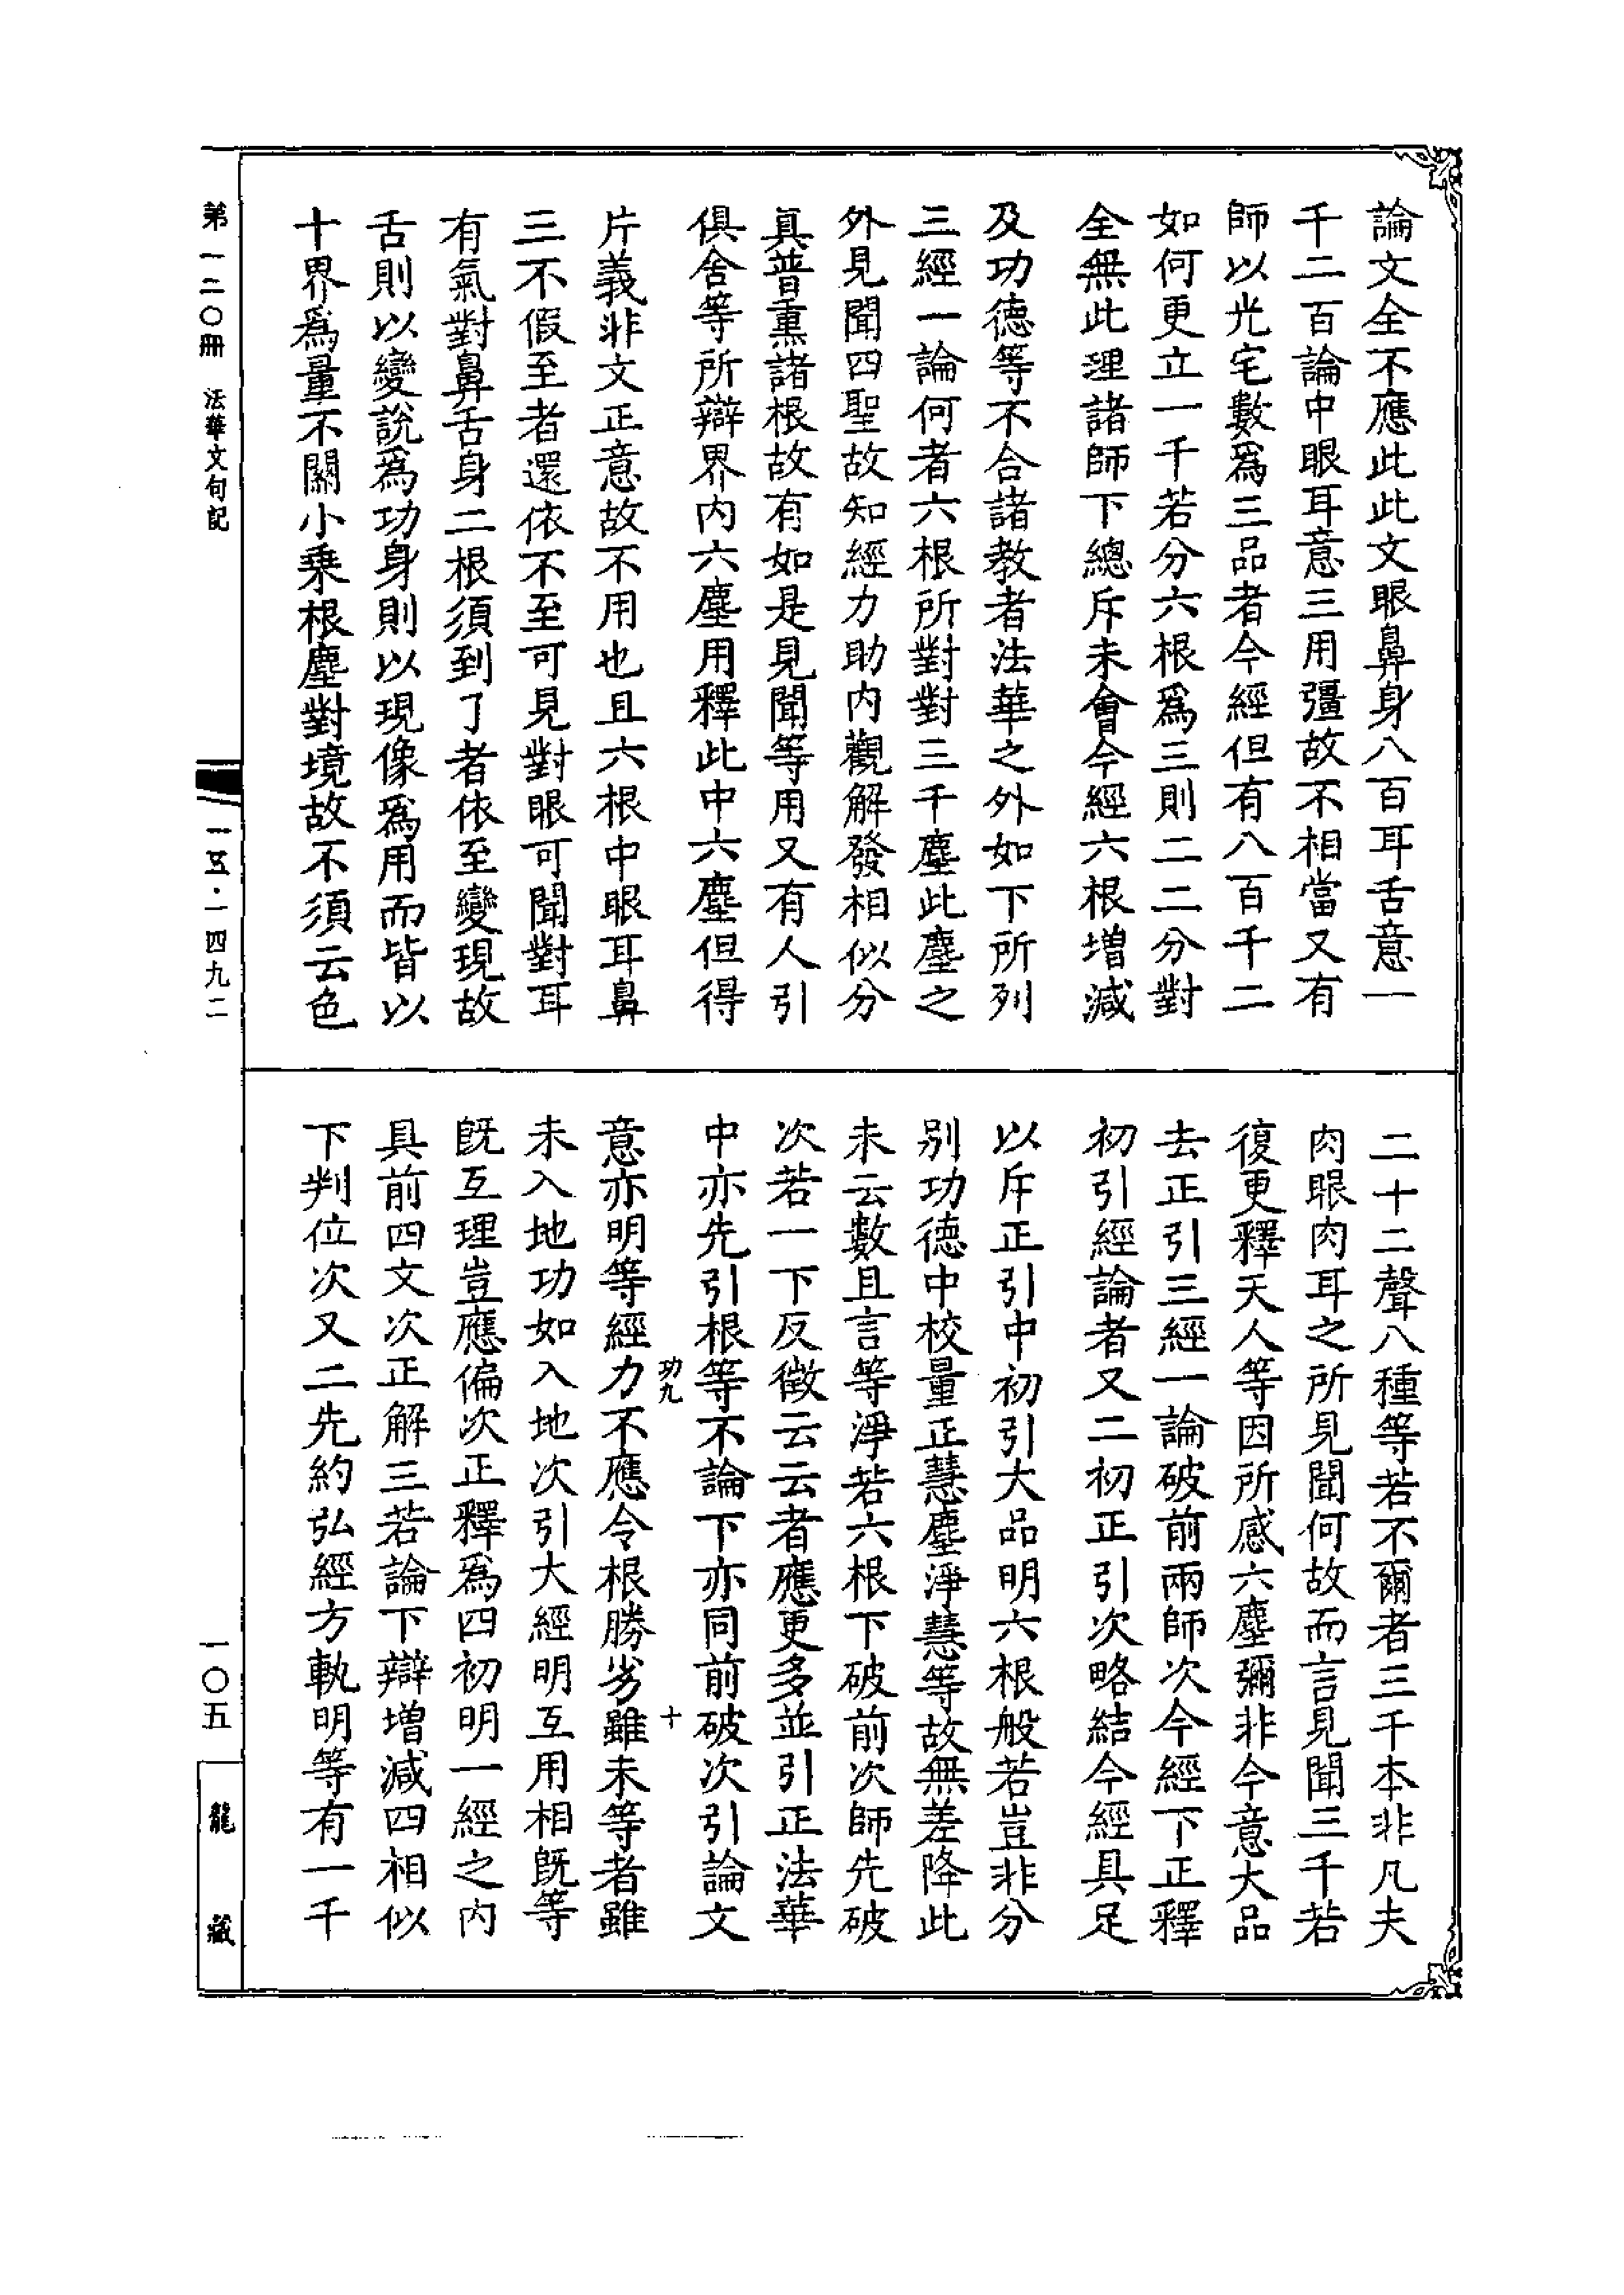 論文全不應此此文眼鼻身八百耳舌意一
千二百論中眼耳意三用彊故不相當又有
師以光宅數爲三品者今經但有八百千二
如何更立一千若分六根爲三則二二分對
全無此理諸師下總斥未會今經六根增減
及功德等不合諸教者法華之外如下所列
三經一論何者六根所對對三千塵此塵之
外見聞四聖故知經力助內觀解發相似分
真普熏諸根故有如是見聞等用又有人引
俱舍等所辯界內六塵用釋此中六塵但得
片義非文正意故不用也且六根中眼耳鼻
三不假至者還依不至可見對眼可聞對耳
有氣對鼻舌身二根須到了者依至變現故
舌則以變說爲功身則以現像爲用而皆以
十界爲量不關小乘根塵對境故不須云色
二十二聲八種等若不爾者三千本非凡夫
肉眼肉耳之所見聞何故而言見聞三千若
復更釋天人等因所感六塵彌非今意大品
去正引三經一論破前兩師次今經下正釋
初引經論者又二初正引次略結今經具足
以斥正引中初引大品明六根般若豈非分
別功德中校量正慧塵淨慧等故無差降此
未云數且言等淨若六根下破前次師先破
次若一下反徵云云者應更多並引正法華
中亦先引根等不論下亦同前破次引論文
功九
十
意亦明等經力不應令根勝劣雖未等者雖
未入地功如入地次引大經明互用相旣等
旣互理豈應偏次正釋爲四初明一經之內
具前四文次正解三若論下辯增減四相似
下判位次又二先約弘經方軌明等有一千
第一二〇冊 法華文句記
一五·一四九二
一〇五
龍藏